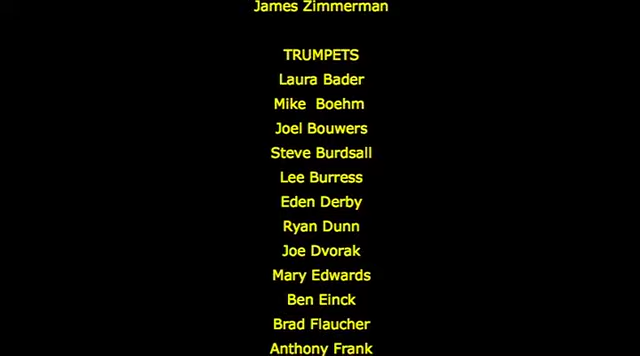 James Zimmerman
TRUMPETS
Laura Bader
Mike  Boehm
Joel Bouwers
Steve Burdsall
Lee Burress
Eden Derby
Ryan Dunn
Joe Dvorak
Mary Edwards
Ben Einck
Brad Flaucher
Anthony Frank